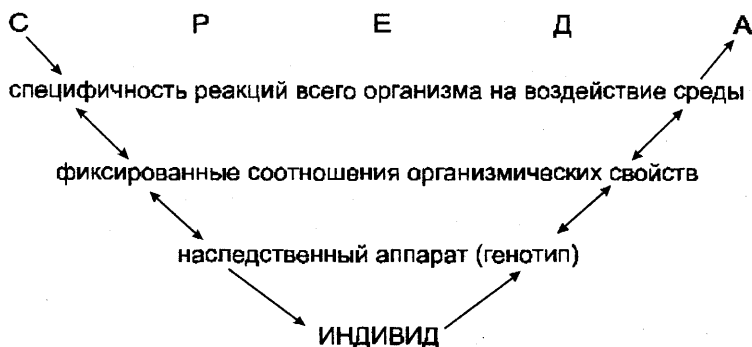 С Р Е Д А
специфичность реакций всего организма на воздействие среды
фиксированные соотношения организмических свойств
наследственный аппарат (генотип)
ИНДИВИД